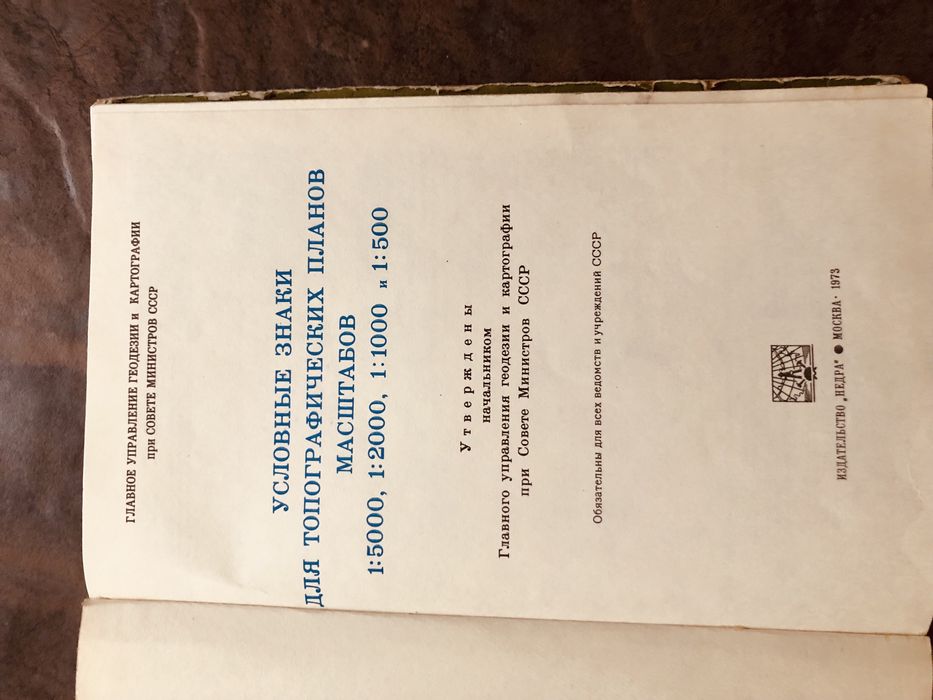 ГЛАВНОЕ УПРАВЛЕНИЕ ГЕОДЕЗИИ и КАРТОГРАФИИ
при СОВЕТЕ МИНИСТРОВ СССР
УСЛОВНЫЕ ЗНАКИ
ДЛЯ ТОПОГРАФИЧЕСКИХ ПЛАНОВ
МАСШТАБОВ
1:5000, 1:2000, 1:1000 и 1:500
Утверждены
начальником
Главного управления геодезии и картографии
при Совете Министров СССР
Обязательны для всех ведомств и учреждений СССР
ИЗДАТЕЛЬСТВО „НЕДРА" ● МОСКВА · 1973